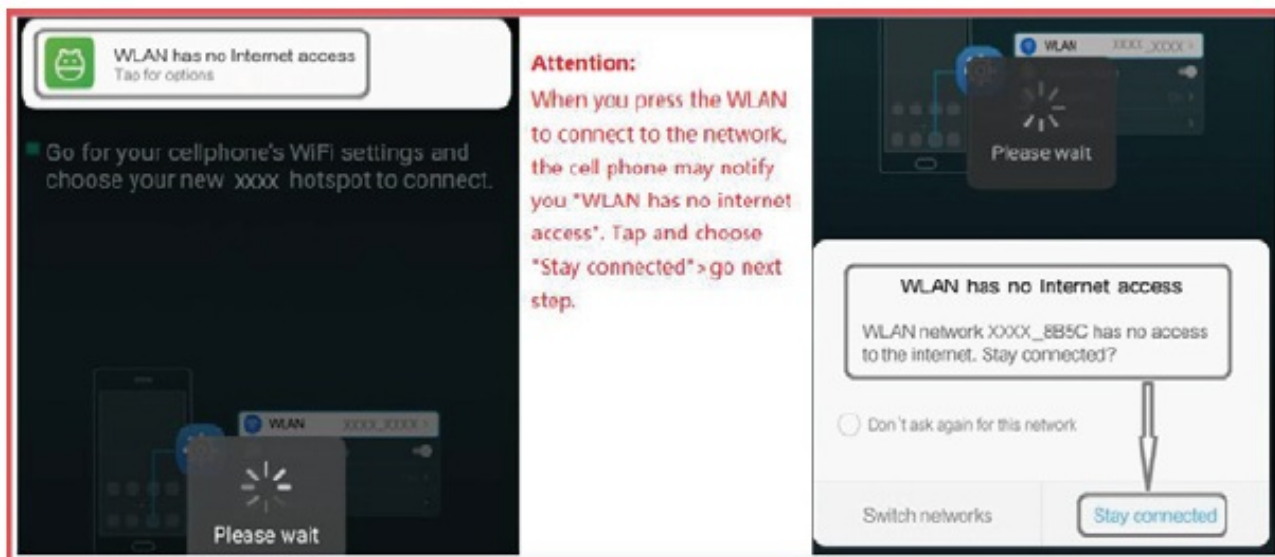 WLAN has no Internet access
Tap for options
Go for your cellphone's WiFi settings and
choose your new xxxx hotspot to connect.
WLAN XXXX_XXXX >
Please wait
Attention:
When you press the WLAN
to connect to the network,
the cell phone may notify
you "WLAN has no internet
access". Tap and choose
"Stay connected">go next
step.
WLAN XXXX_XXXX >
Please wait
WLAN has no Internet access
WLAN network XXXX_8B5C has no access
to the internet. Stay connected?
Don't ask again for this network
Switch networks
Stay connected